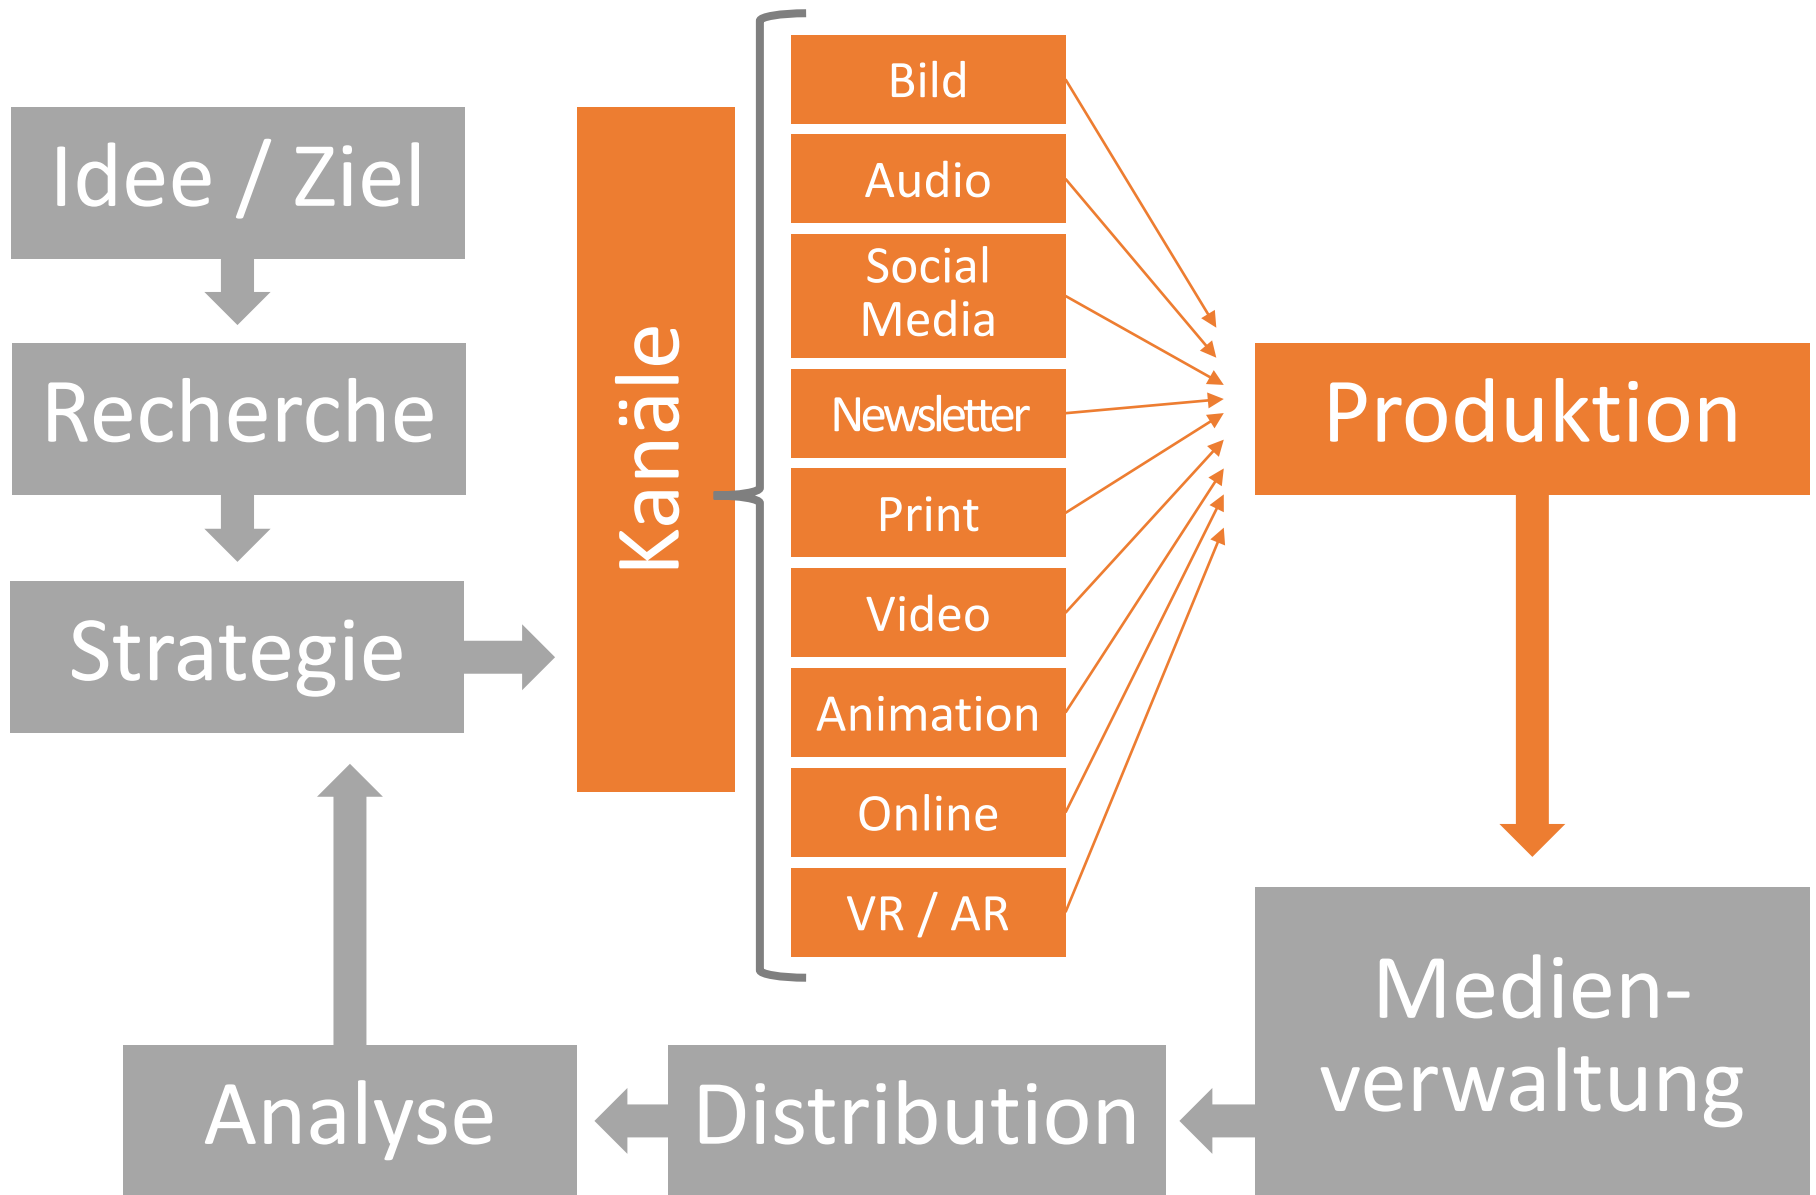 Idee / Ziel
Recherche
Strategie
Kanäle
Bild
Audio
Social
Media
Newsletter
Print
Video
Animation
Online
VR / AR
Produktion
Medien-
verwaltung
Distribution
Analyse